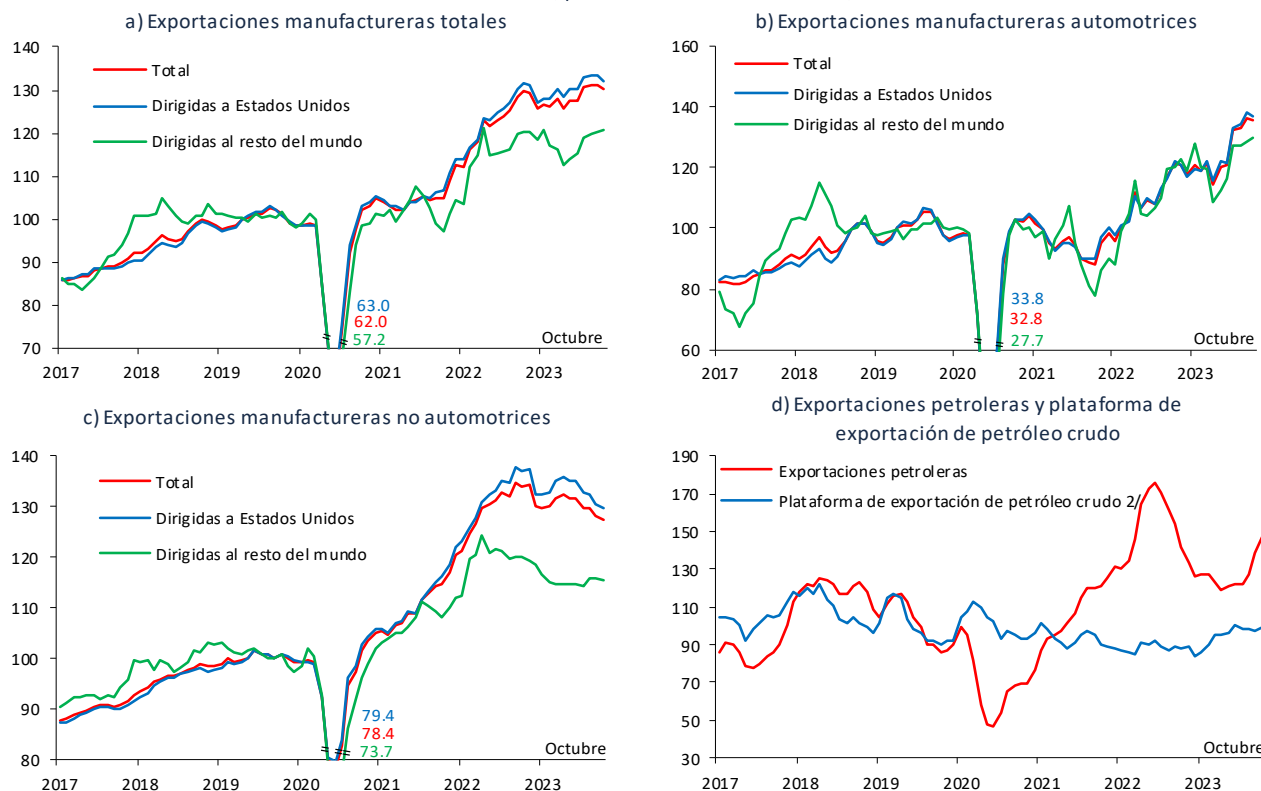 a) Exportaciones manufactureras totales
140
130
120
110
100
90
80
70
Total
Dirigidas a Estados Unidos
Dirigidas al resto del mundo
63.0
62.0
57.2
Octubre
2017 2018 2019 2020 2021 2022 2023
b) Exportaciones manufactureras automotrices
160
140
120
100
80
60
Total
Dirigidas a Estados Unidos
Dirigidas al resto del mundo
33.8
32.8
27.7
Octubre
2017 2018 2019 2020 2021 2022 2023
c) Exportaciones manufactureras no automotrices
140
130
120
110
100
90
80
Total
Dirigidas a Estados Unidos
Dirigidas al resto del mundo
79.4
78.4
73.7
Octubre
2017 2018 2019 2020 2021 2022 2023
d) Exportaciones petroleras y plataforma de
exportación de petróleo crudo
190
170
150
130
110
90
70
50
30
Exportaciones petroleras
Plataforma de exportación de petróleo crudo 2/
Octubre
2017 2018 2019 2020 2021 2022 2023